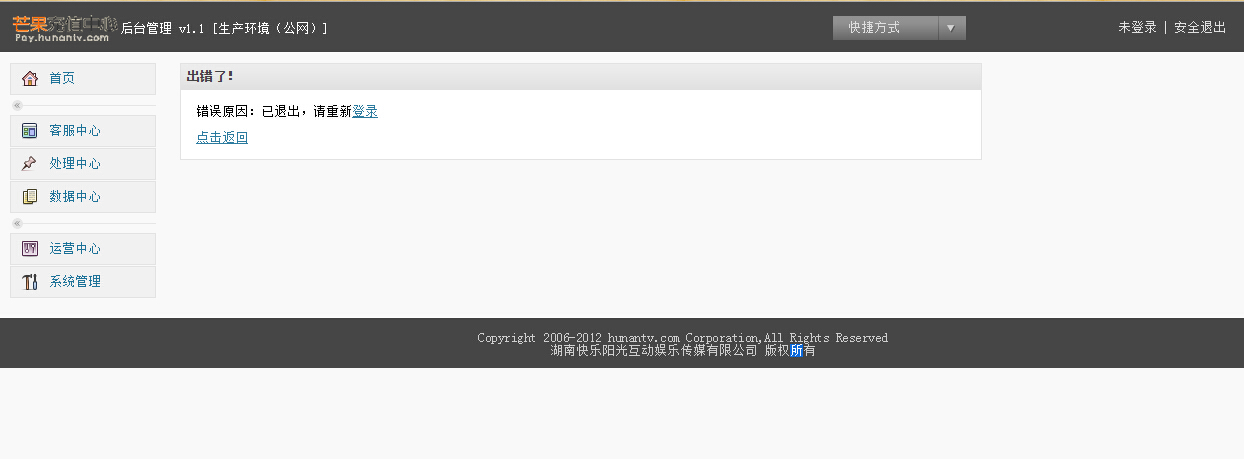 芒果充值中心
Pay.hunantv.com
后台管理 v1.1 [生产环境（公网）]
快捷方式
未登录 | 安全退出
首页
客服中心
处理中心
数据中心
运营中心
系统管理
出错了!
错误原因: 已退出，请重新登录
点击返回
Copyright 2006-2012 hunantv.com Corporation,All Rights Reserved
湖南快乐阳光互动娱乐传媒有限公司 版权所有